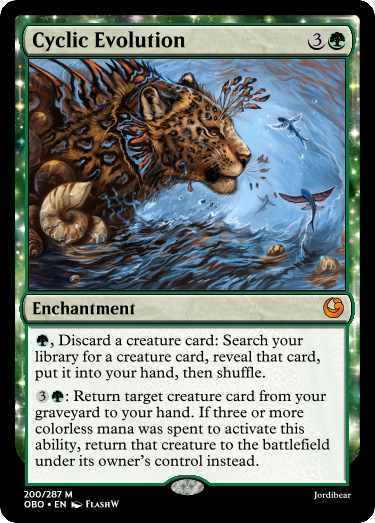 Cyclic Evolution 3
Enchantment
, Discard a creature card: Search your
library for a creature card, reveal that card,
put it into your hand, then shuffle.
3 : Return target creature card from your
graveyard to your hand. If three or more
colorless mana was spent to activate this
ability, return that creature to the battlefield
under its owner's control instead.
200/287 M
OBO • EN FlashW
Jordibear